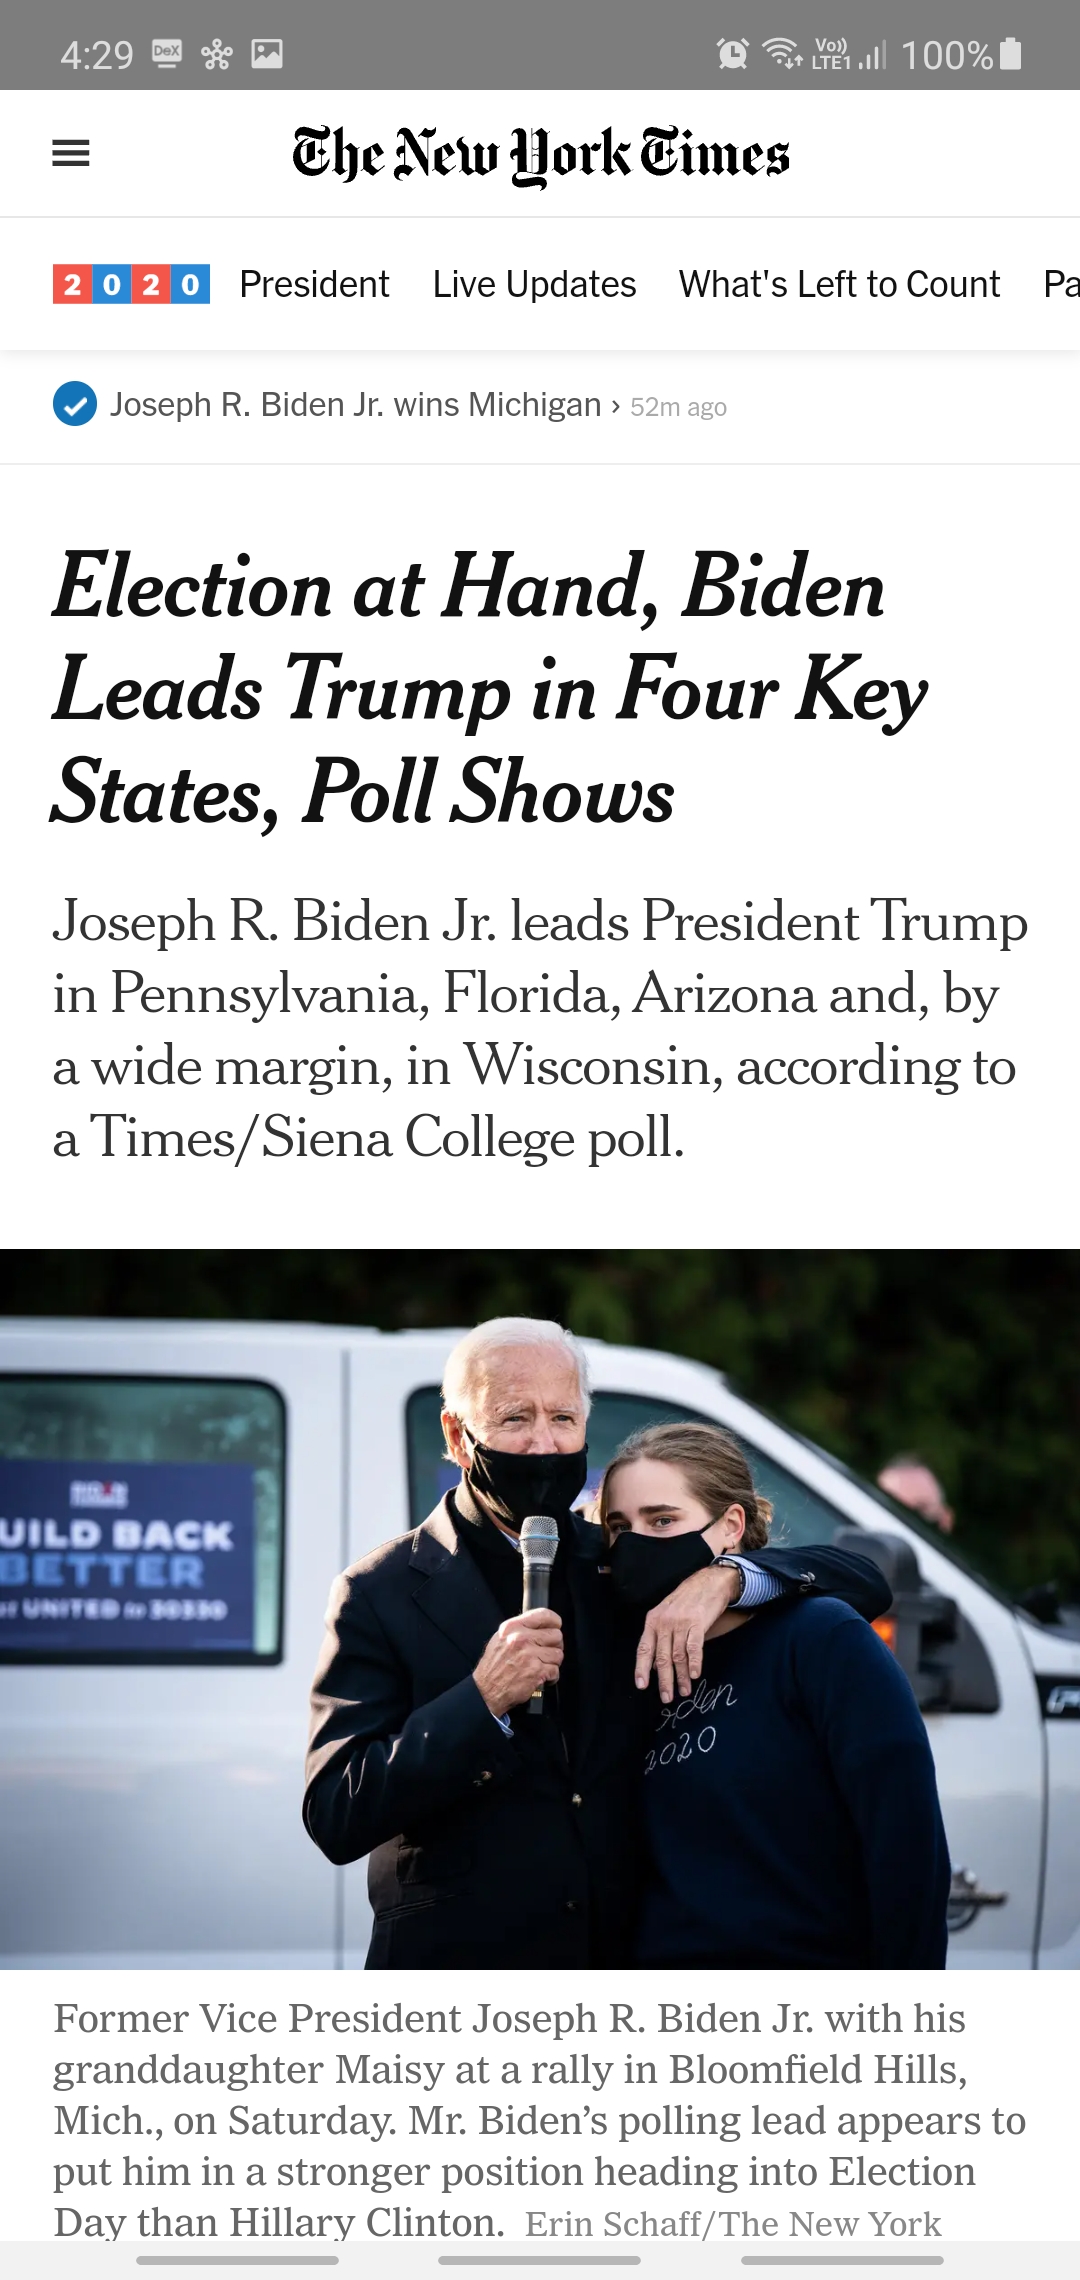 4:29 DeX Vo)) LTE1 100%
The New York Times
2020 President Live Updates What's Left to Count Pa
Joseph R. Biden Jr. wins Michigan › 52m ago
Election at Hand, Biden
Leads Trump in Four Key
States, Poll Shows
Joseph R. Biden Jr. leads President Trump
in Pennsylvania, Florida, Arizona and, by
a wide margin, in Wisconsin, according to
a Times/Siena College poll.
UILD BACK
BETTER
UNITED to 30330
2020
Former Vice President Joseph R. Biden Jr. with his
granddaughter Maisy at a rally in Bloomfield Hills,
Mich., on Saturday. Mr. Biden’s polling lead appears to
put him in a stronger position heading into Election
Day than Hillary Clinton. Erin Schaff/The New York